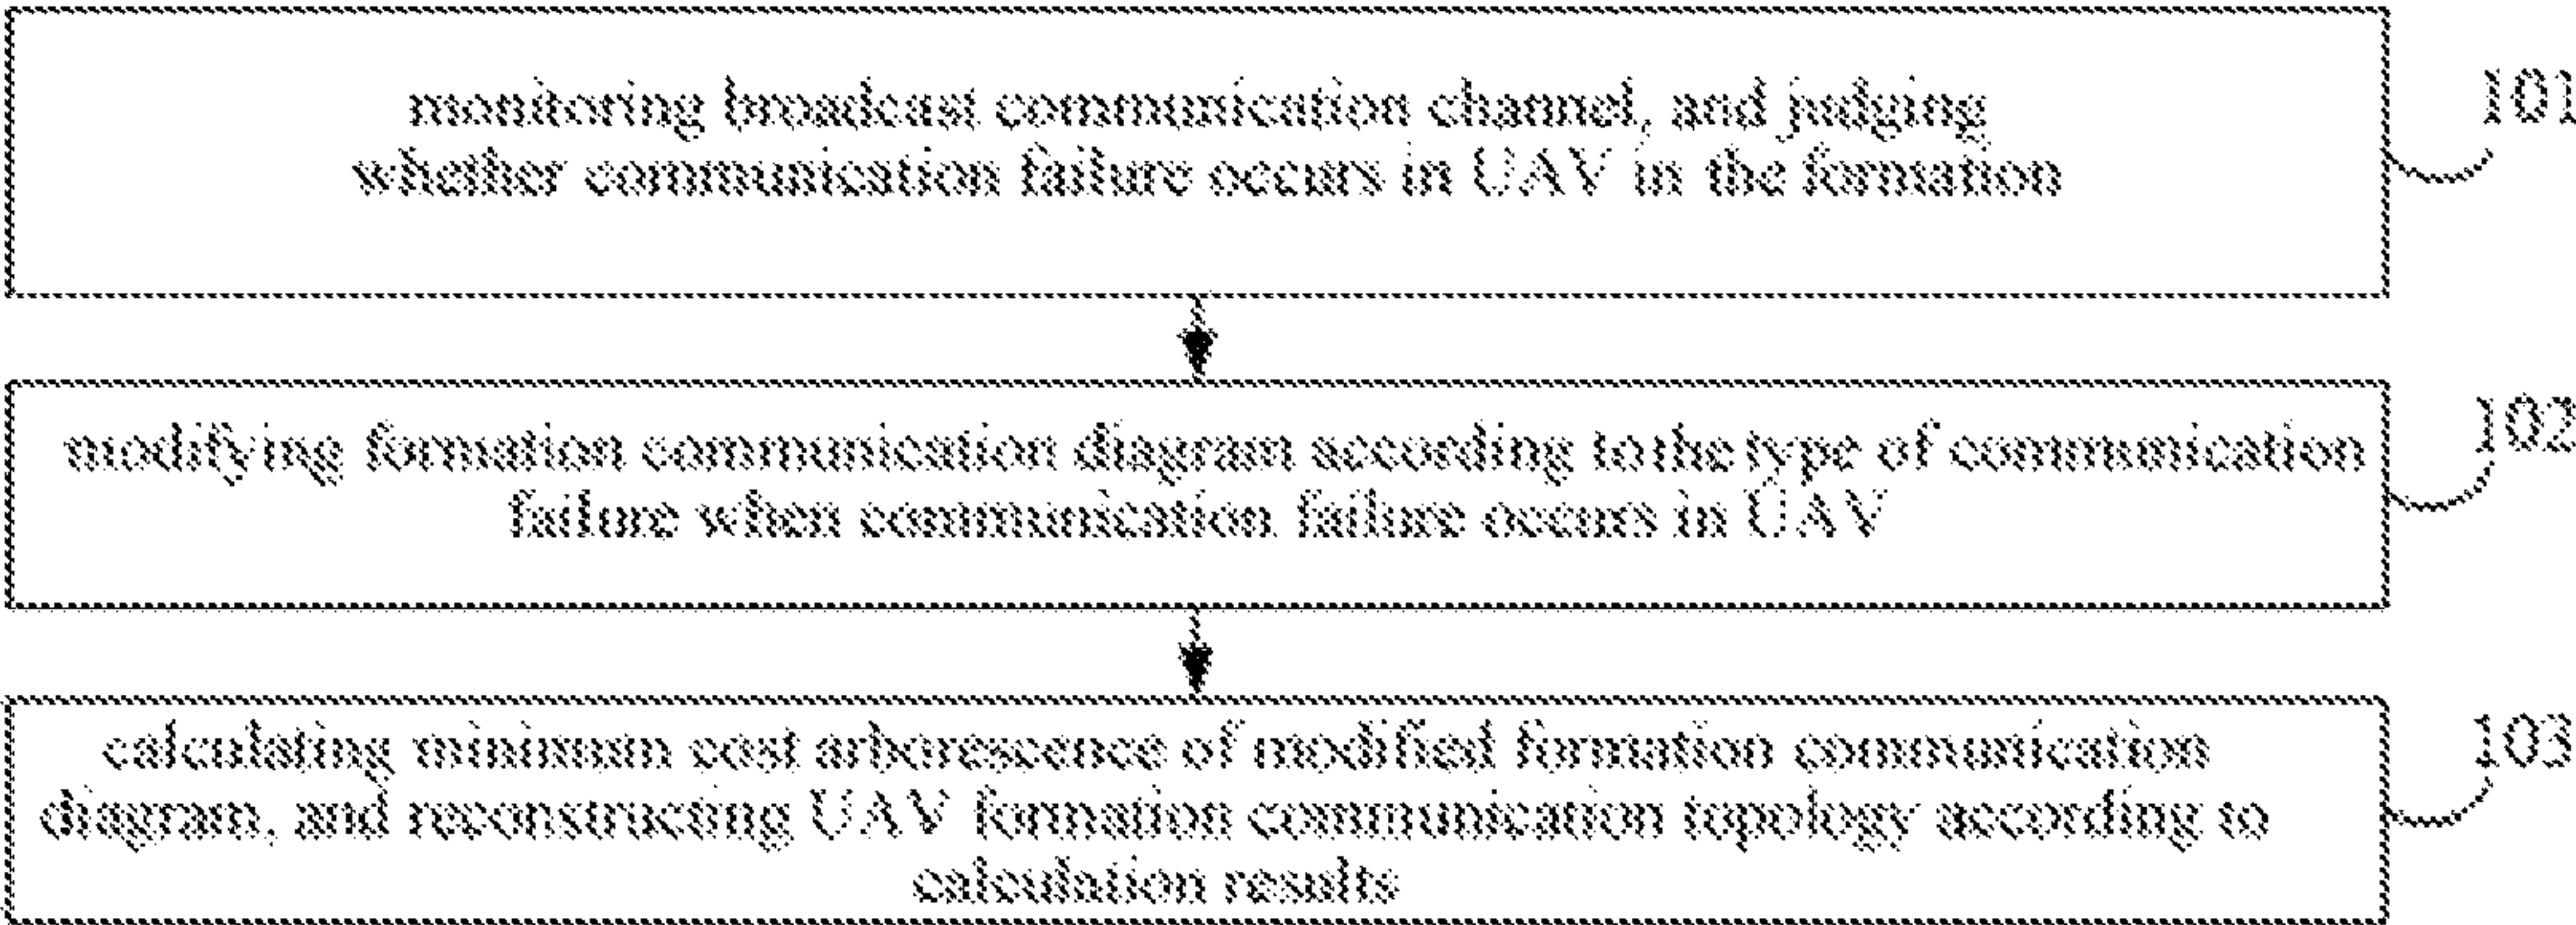 monitoring broadcast communication channel, and judging
whether communication failure occurs in UAV in the formation
101
modifying formation communication diagram according to the type of communication
failure when communication failure occurs in UAV
102
calculating minimum cost arborescence of modified formation communication
diagram, and reconstructing UAV formation communication topology according to
calculation results
103